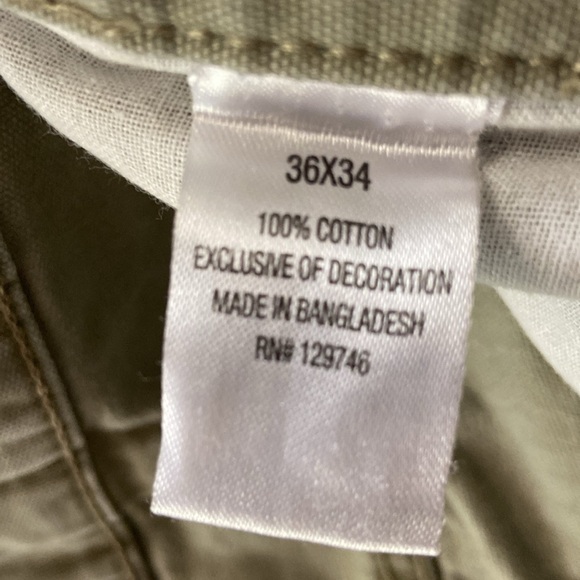 36X34
100% COTTON
EXCLUSIVE OF DECORATION
MADE IN BANGLADESH
RN# 129746